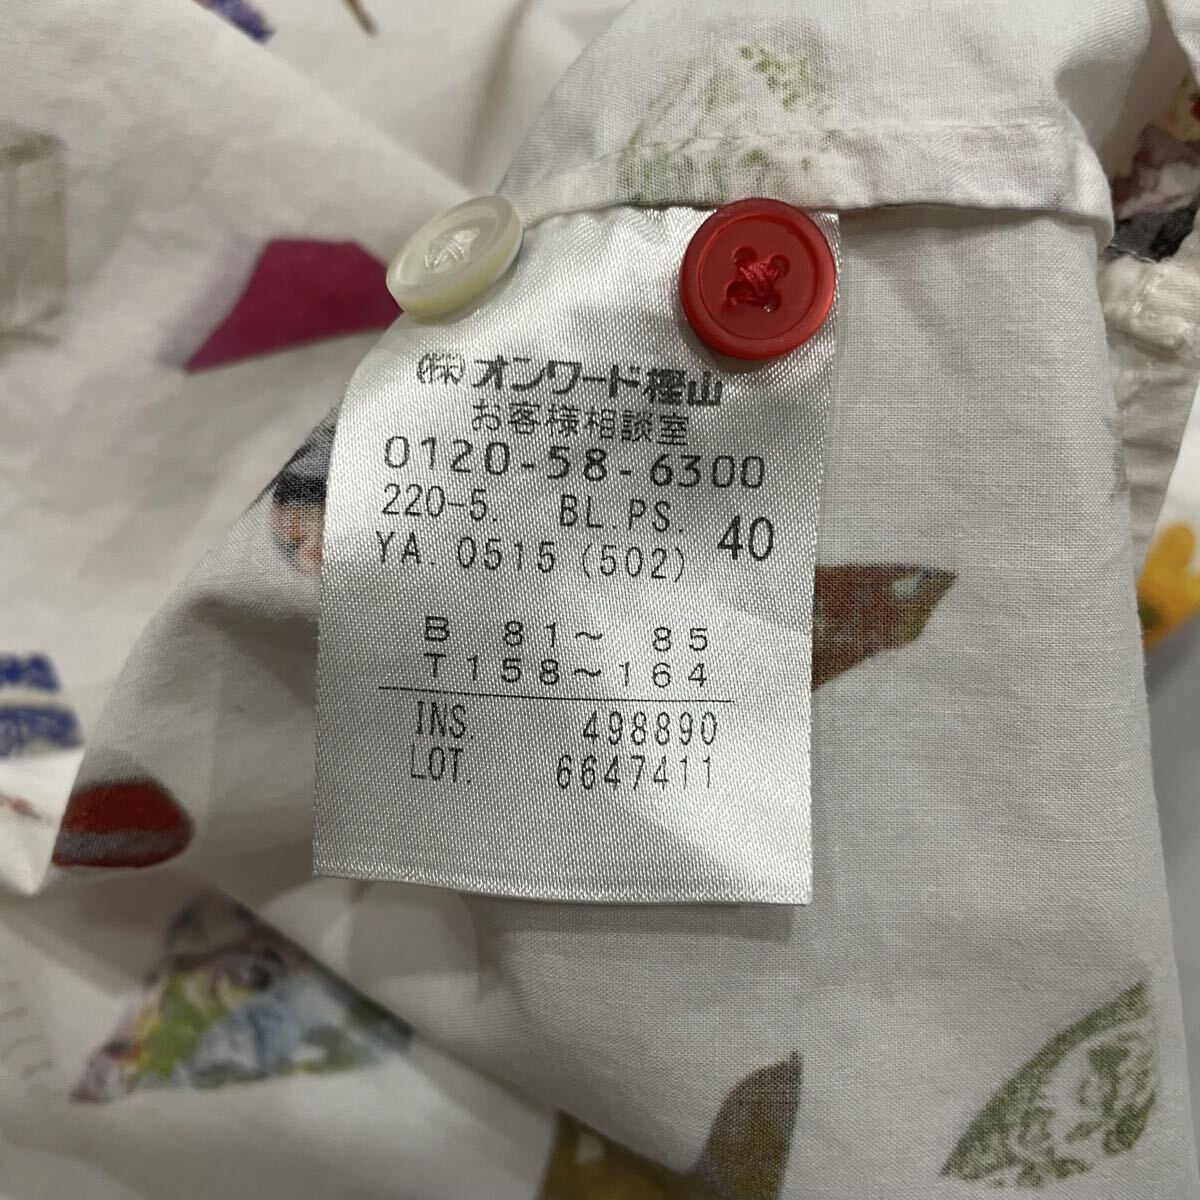 (株)オンワード樫山
お客様相談室
0120-58-6300
220-5. BL.PS. 40
YA. 0515 (502)
B 81〜 85
T158〜164
INS. 498890
LOT. 6647411